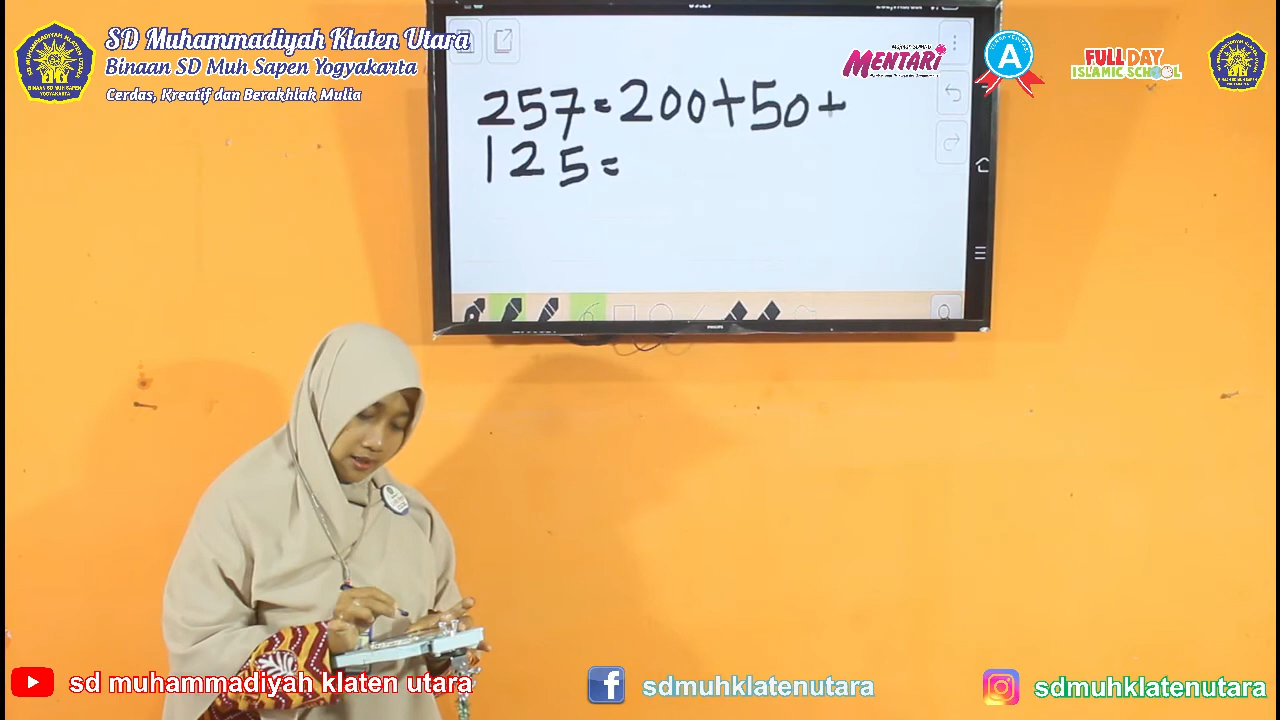 SD Muhammadiyah Klaten Utara
Binaan SD Muh Sapen Yogyakarta
Cerdas, Kreatif dan Berakhlak Mulia
MENTARI
A
FULL DAY
ISLAMIC SCHOOL
257=200+50+
125=
PHILIPS
sd muhammadiyah klaten utara
sdmuhklatenutara
sdmuhklatenutara